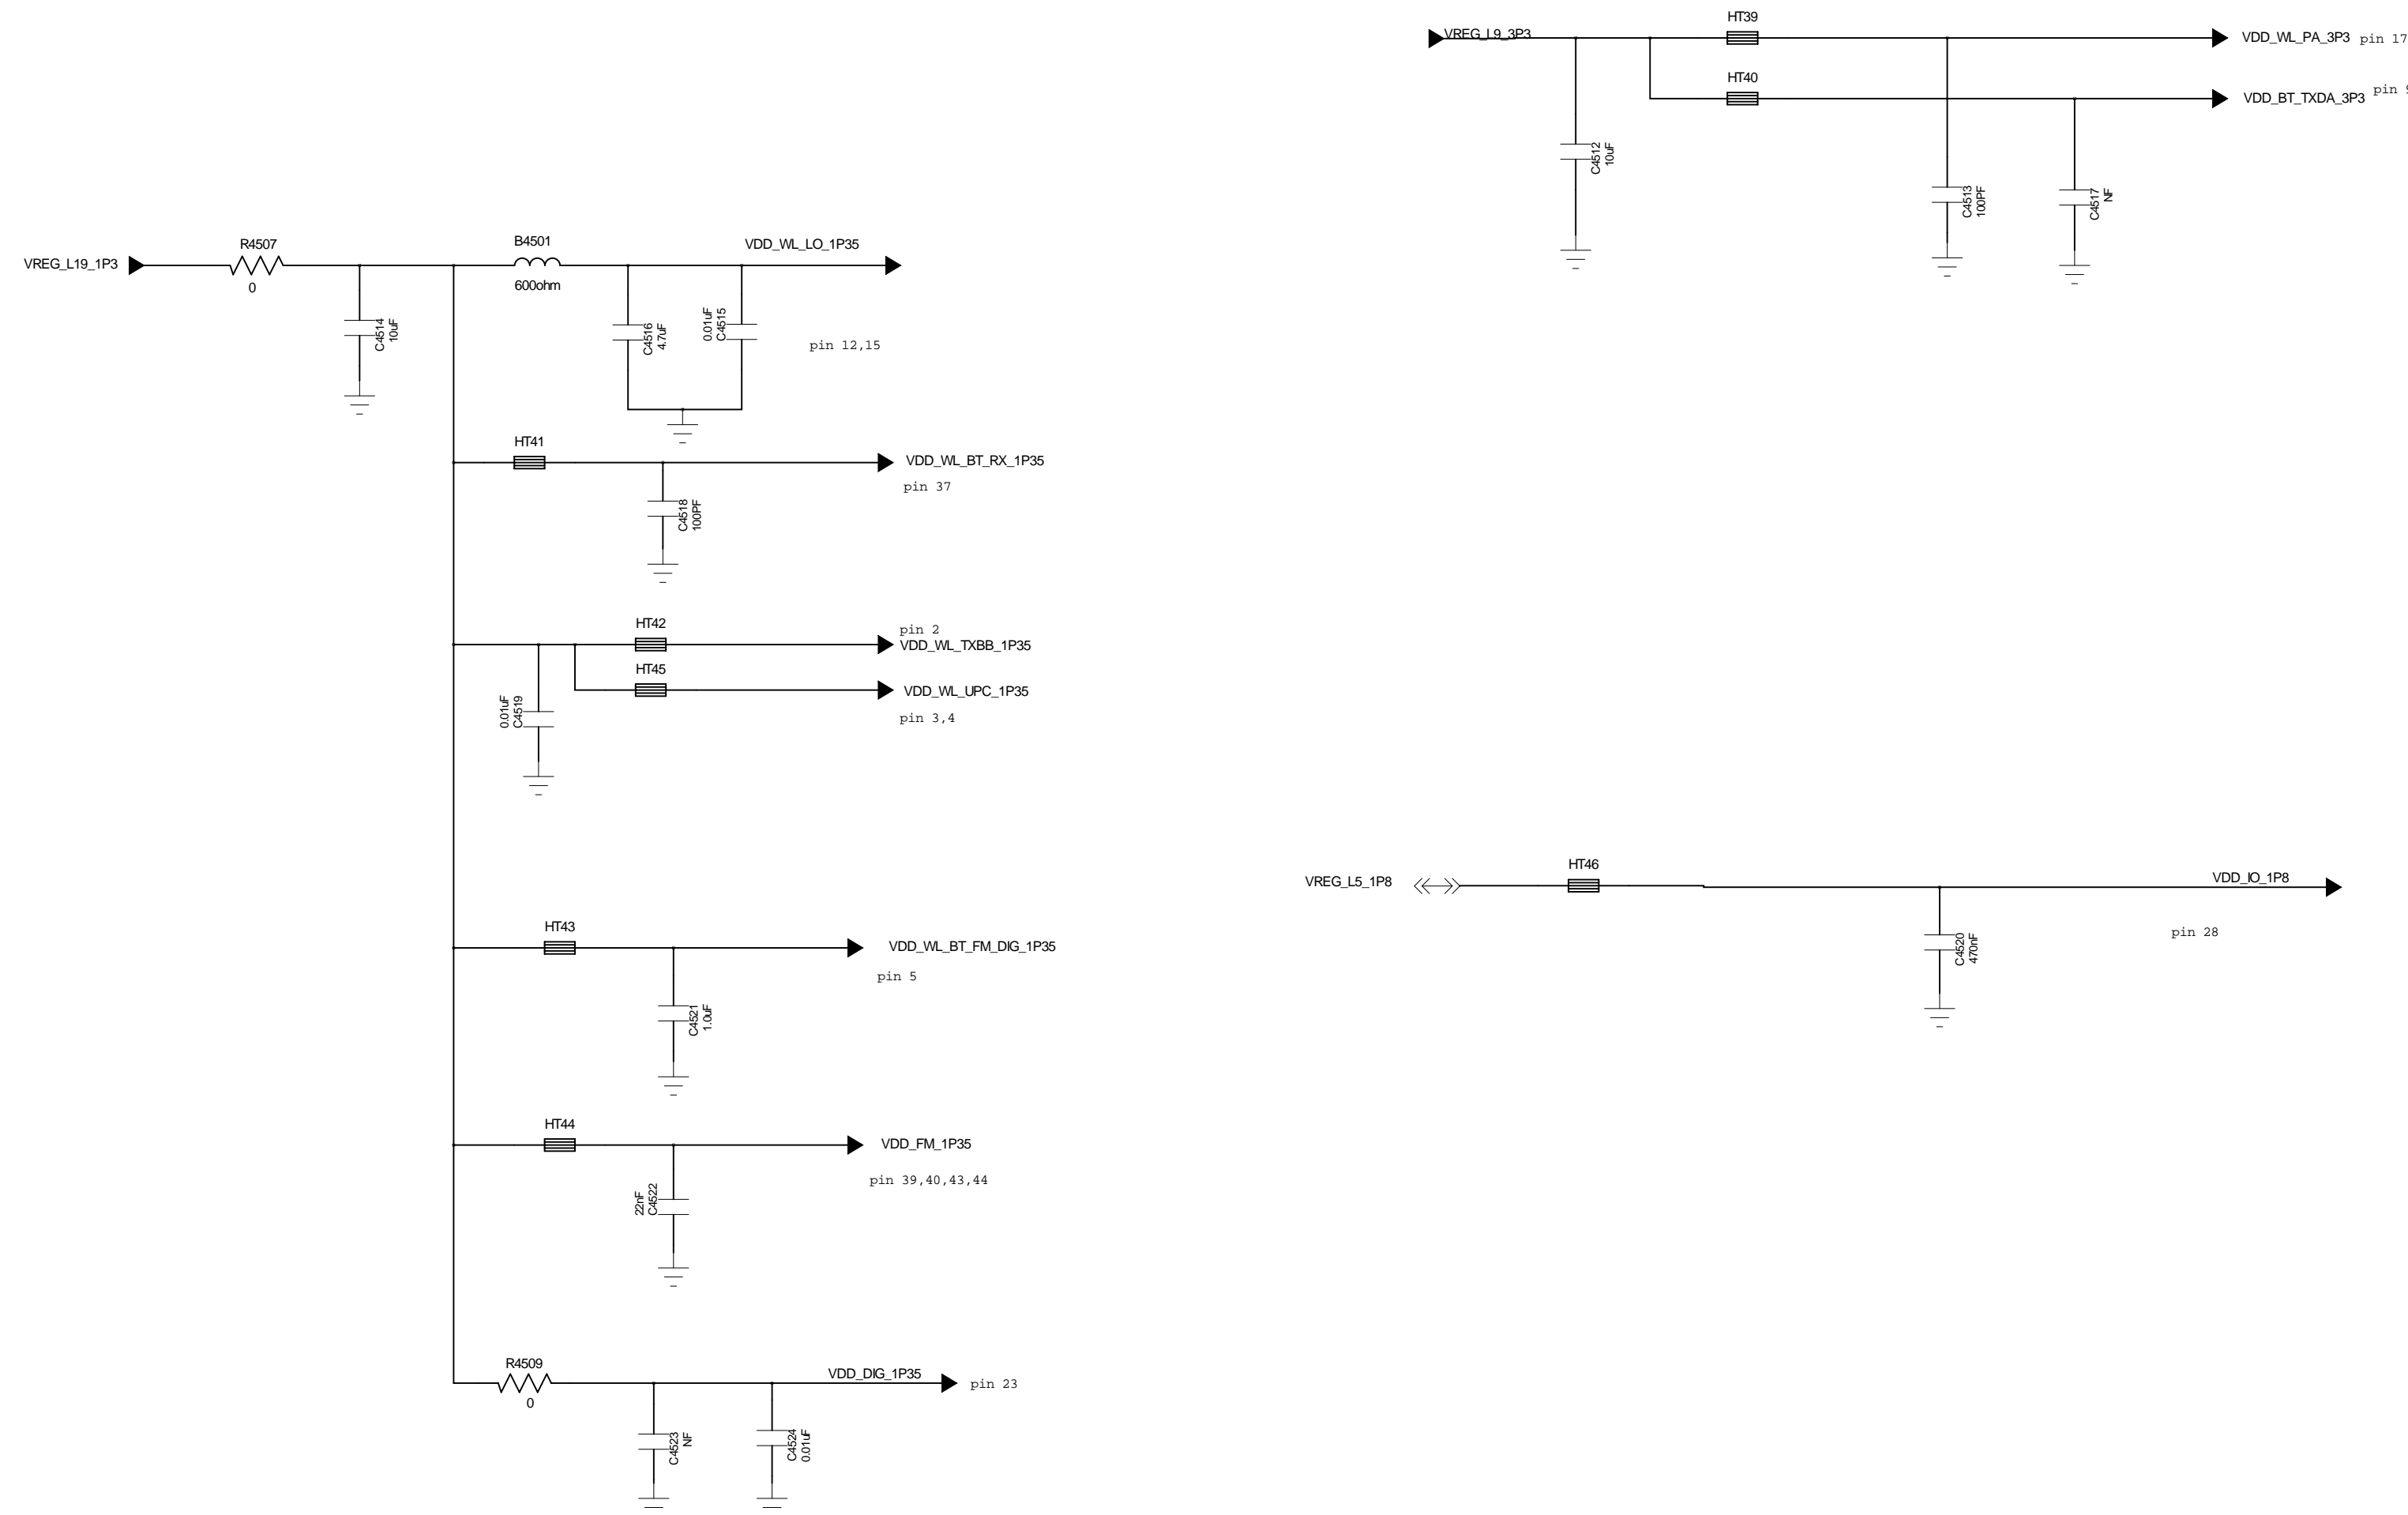 HT39
VREG_L9_3P3
VDD_WL_PA_3P3
pin 17
HT40
VDD_BT_TXDA_3P3
pin
C4512
10uF
C4513
100PF
C4517
NF
VREG_L19_1P3
R4507
0
B4501
600ohm
VDD_WL_LO_1P35
C4514
10uF
C4516
4.7uF
0.01uF
C4515
pin 12,15
HT41
VDD_WL_BT_RX_1P35
pin 37
C4518
100PF
HT42
pin 2
VDD_WL_TXBB_1P35
HT45
VDD_WL_UPC_1P35
pin 3,4
0.01uF
C4519
HT46
VREG_L5_1P8
VDD_IO_1P8
pin 28
C4520
470nF
HT43
VDD_WL_BT_FM_DIG_1P35
pin 5
C4521
1.0uF
HT44
VDD_FM_1P35
pin 39,40,43,44
22nF
C4522
R4509
0
VDD_DIG_1P35
pin 23
C4523
NF
C4524
0.01uF